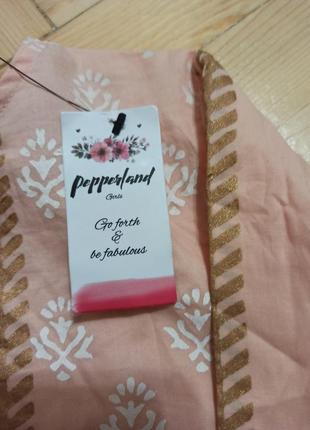 Pepperland
Girls
Go forth
&
be fabulous